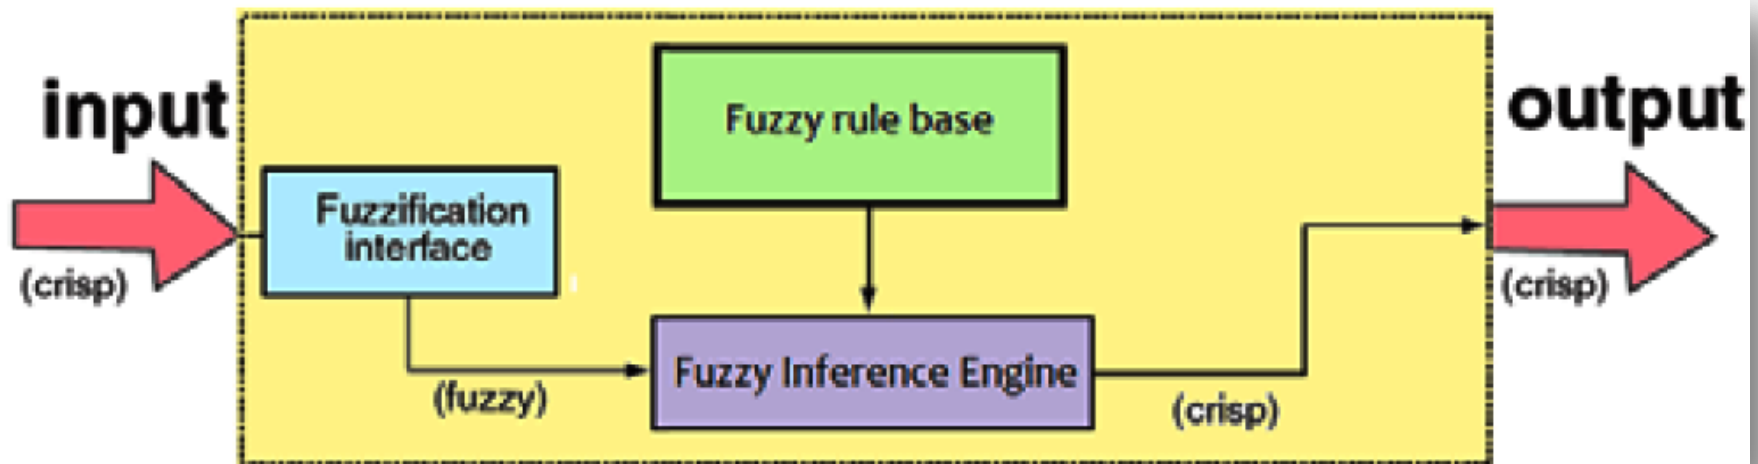 input
output
Fuzzy rule base
Fuzzification
interface
(crisp)
(crisp)
Fuzzy Inference Engine
(fuzzy)
(crisp)